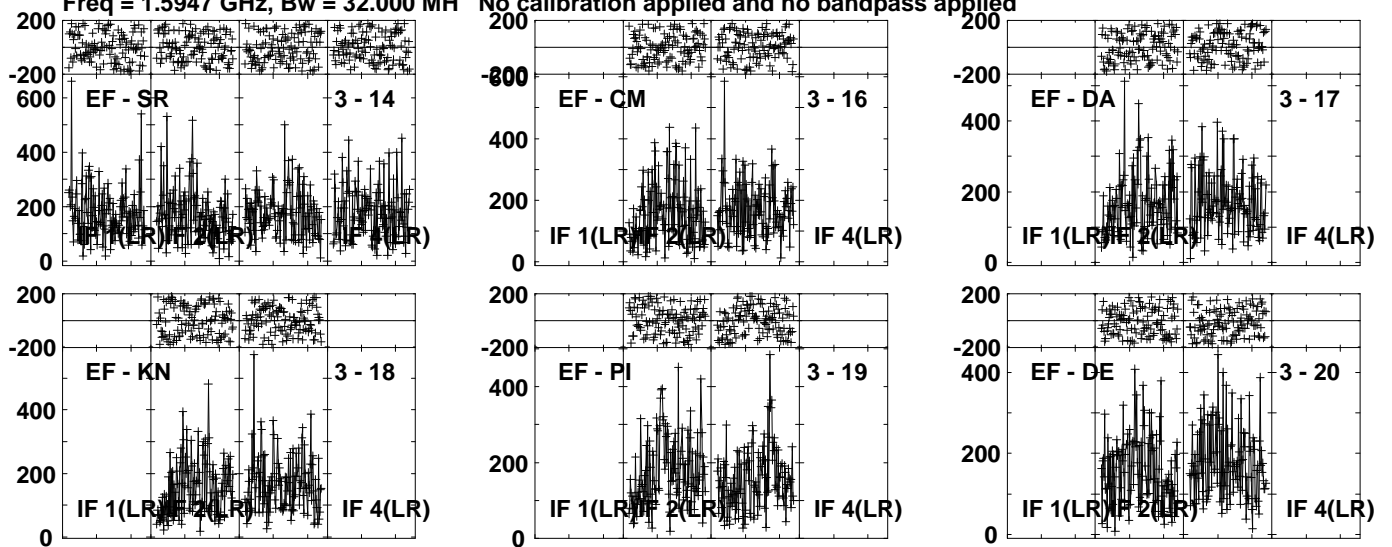 Freq = 1.5947 GHz, Bw = 32.000 MH No calibration applied and no bandpass applied
200
-200
600
400
200
0
EF - SR
3 - 14
IF 1(LR)
IF 2(LR)
IF 4(LR)
200
-200
600
400
200
0
EF - CM
3 - 16
IF 1(LR)
IF 2(LR)
IF 4(LR)
200
-200
400
200
0
EF - DA
3 - 17
IF 1(LR)
IF 2(LR)
IF 4(LR)
200
-200
400
200
0
EF - KN
3 - 18
IF 1(LR)
IF 2(LR)
IF 4(LR)
200
-200
400
200
0
EF - PI
3 - 19
IF 1(LR)
IF 2(LR)
IF 4(LR)
200
-200
400
200
0
EF - DE
3 - 20
IF 1(LR)
IF 2(LR)
IF 4(LR)